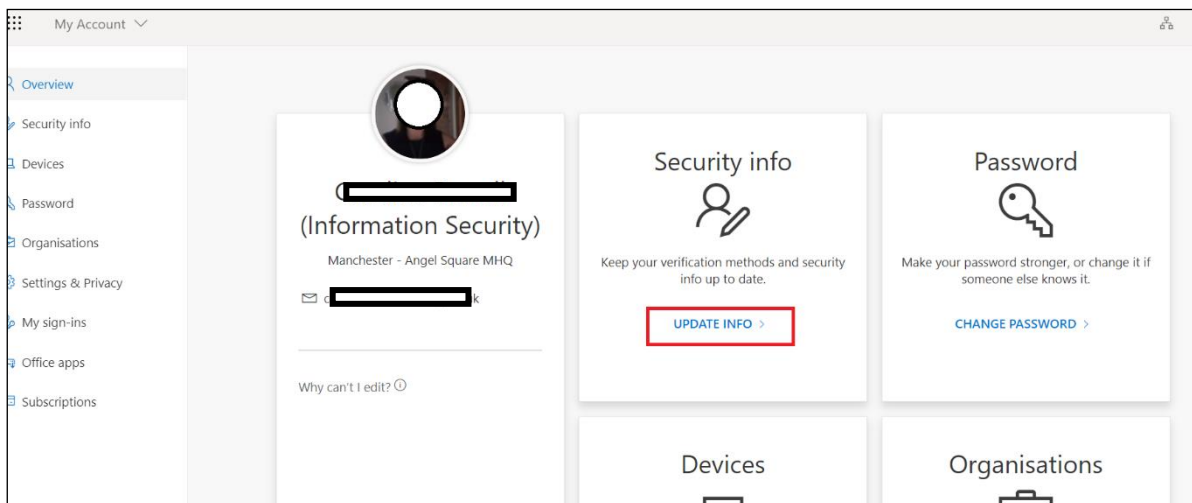 My Account
Overview
Security info
Devices
Password
Organisations
Settings & Privacy
My sign-ins
Office apps
Subscriptions
(Information Security)
Manchester - Angel Square MHQ
Why can't I edit?
Security info
Keep your verification methods and security
info up to date.
UPDATE INFO
Password
Make your password stronger, or change it if
someone else knows it.
CHANGE PASSWORD
Devices
Organisations